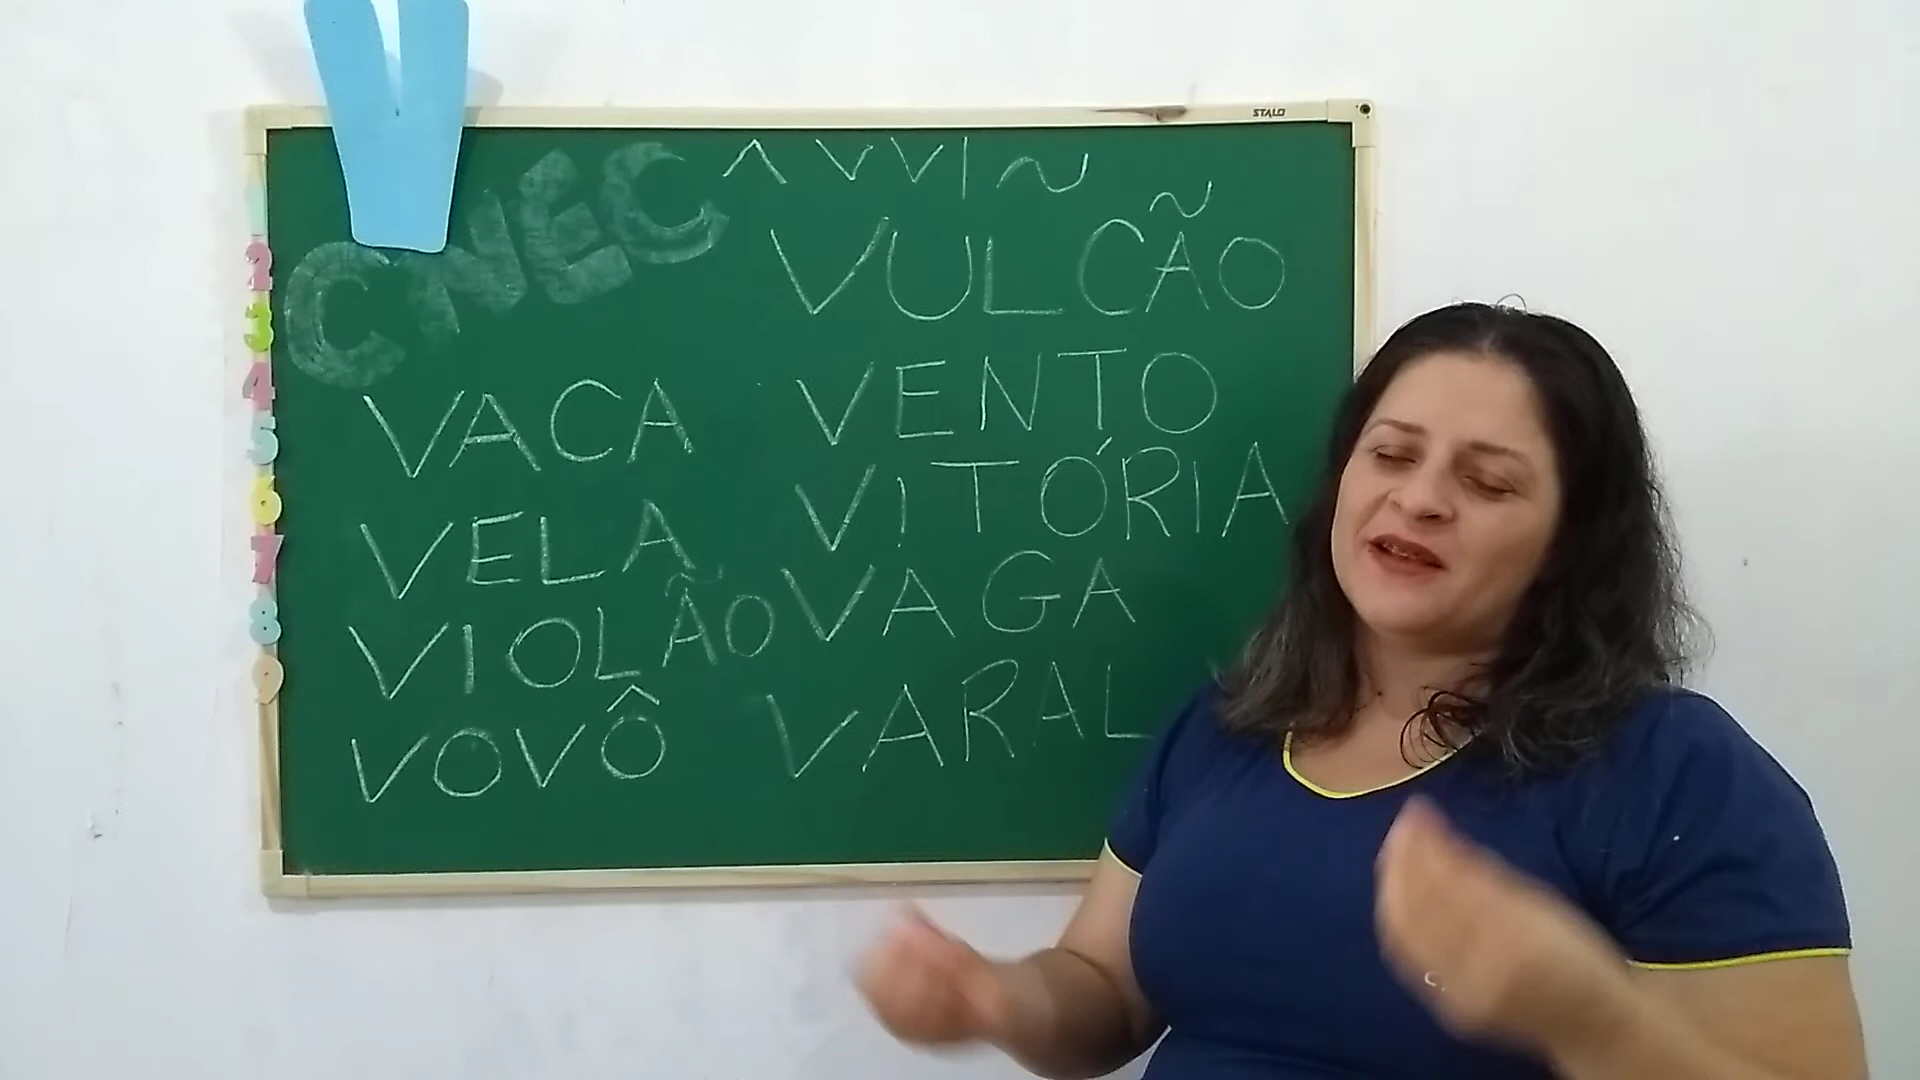 V
STALO
CNEC
^ V V V I ~
VULCÃO
VACA VENTO
VELA VITÓRIA
VIOLÃO VAGA
VOVÔ VARAL
2
3
4
5
6
7
8
9